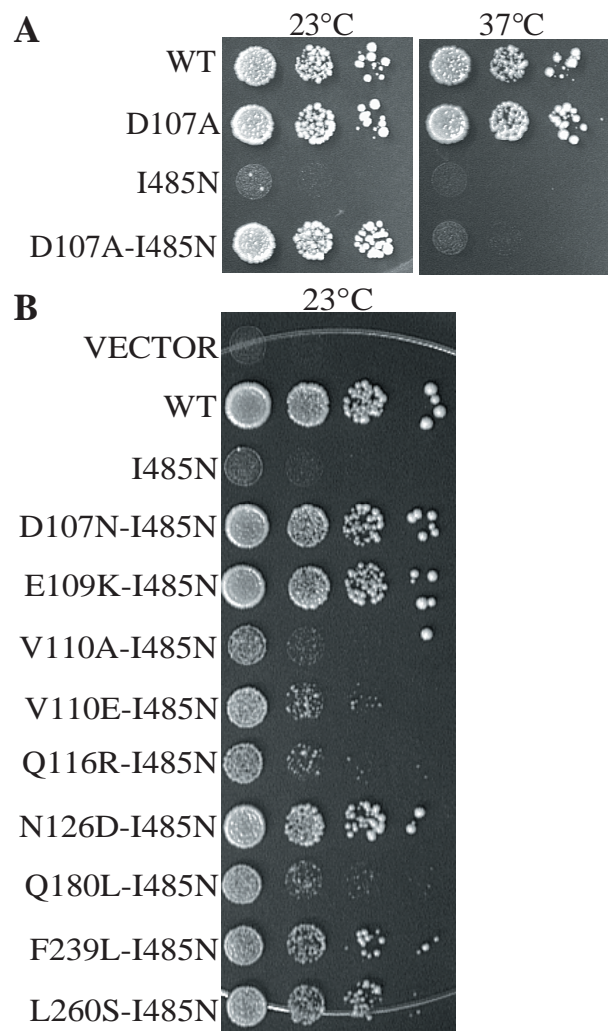 A
23°C 37°C
WT
D107A
I485N
D107A-I485N
B
23°C
VECTOR
WT
I485N
D107N-I485N
E109K-I485N
V110A-I485N
V110E-I485N
Q116R-I485N
N126D-I485N
Q180L-I485N
F239L-I485N
L260S-I485N